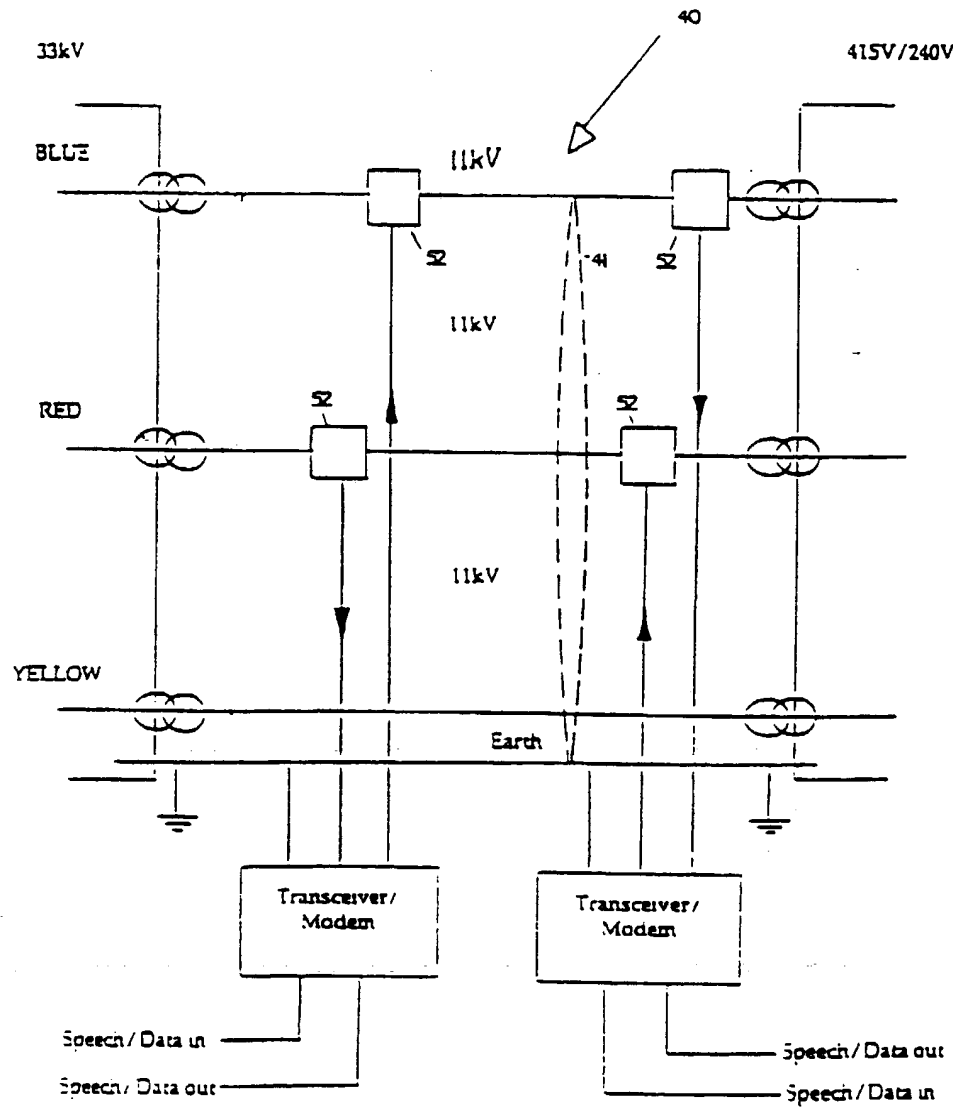 40
33kV
415V/240V
BLUE
11kV
52
52
41
11kV
RED
52
52
11kV
YELLOW
Earth
Transceiver/
Modem
Transceiver/
Modem
Speech/Data in
Speech/Data out
Speech/Data out
Speech/Data in